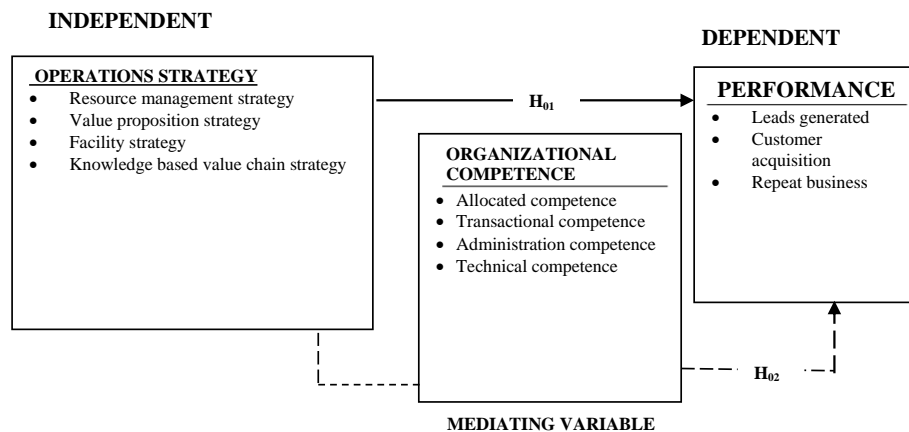 INDEPENDENT
DEPENDENT
OPERATIONS STRATEGY
• Resource management strategy
• Value proposition strategy
• Facility strategy
• Knowledge based value chain strategy
H01
ORGANIZATIONAL
COMPETENCE
• Allocated competence
• Transactional competence
• Administration competence
• Technical competence
PERFORMANCE
• Leads generated
• Customer
acquisition
• Repeat business
H02
MEDIATING VARIABLE